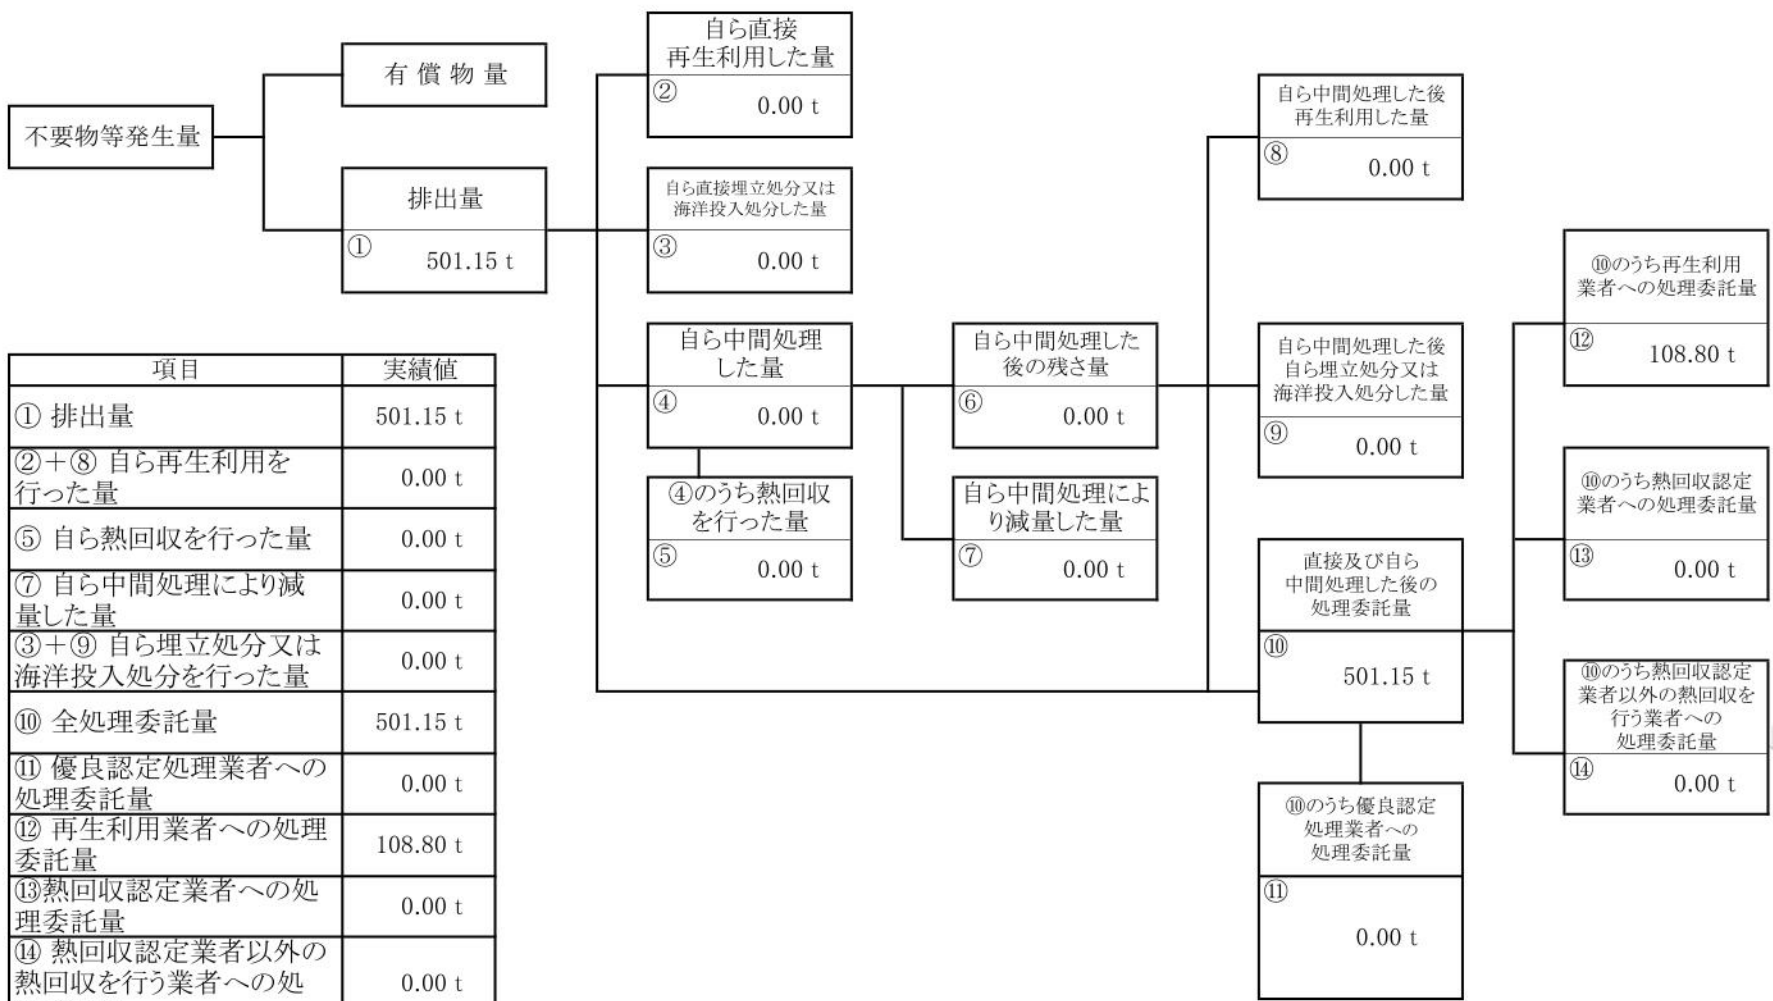 不要物等発生量
有 償 物 量
排出量
①
501.15 t
自ら直接
再生利用した量
②
0.00 t
自ら直接埋立処分又は
海洋投入処分した量
③
0.00 t
自ら中間処理
した量
④
0.00 t
④のうち熱回収
を行った量
⑤
0.00 t
自ら中間処理した
後の残さ量
⑥
0.00 t
自ら中間処理によ
り減量した量
⑦
0.00 t
自ら中間処理した後
再生利用した量
⑧
0.00 t
自ら中間処理した後
自ら埋立処分又は
海洋投入処分した量
⑨
0.00 t
直接及び自ら
中間処理した後の
処理委託量
⑩
501.15 t
⑩のうち優良認定
処理業者への
処理委託量
⑪
0.00 t
⑩のうち再生利用
業者への処理委託量
⑫
108.80 t
⑩のうち熱回収認定
業者への処理委託量
⑬
0.00 t
⑩のうち熱回収認定
業者以外の熱回収を
行う業者への
処理委託量
⑭
0.00 t
項目 実績値
① 排出量 501.15 t
②＋⑧ 自ら再生利用を
行った量 0.00 t
⑤ 自ら熱回収を行った量 0.00 t
⑦ 自ら中間処理により減
量した量 0.00 t
③＋⑨ 自ら埋立処分又は
海洋投入処分を行った量 0.00 t
⑩ 全処理委託量 501.15 t
⑪ 優良認定処理業者への
処理委託量 0.00 t
⑫ 再生利用業者への処理
委託量 108.80 t
⑬熱回収認定業者への処
理委託量 0.00 t
⑭ 熱回収認定業者以外の
熱回収を行う業者への処 0.00 t